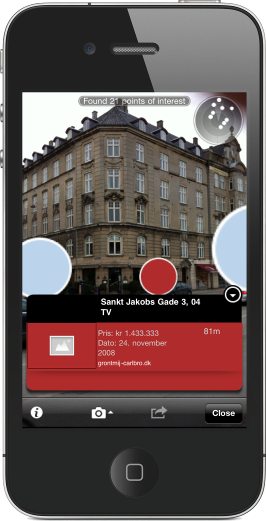 Found 21 points of interest
Sankt Jakobs Gade 3, 04
TV
Pris: kr 1.433.333
81m
Dato: 24. november
2008
grontmij-carlbro.dk
Close